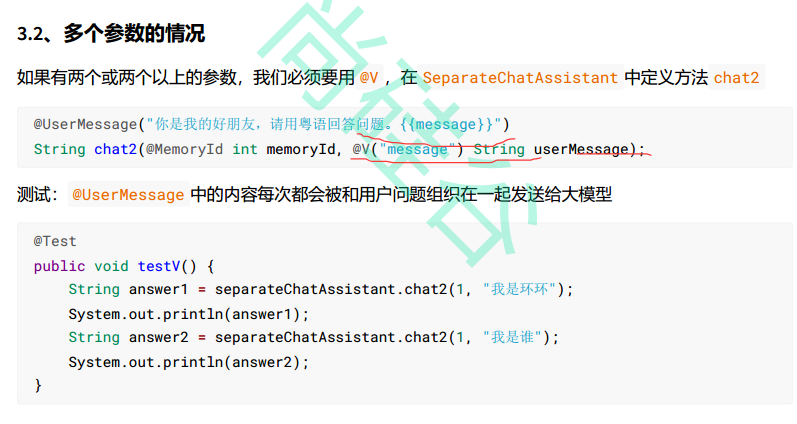 3.2、多个参数的情况
如果有两个或两个以上的参数，我们必须要用 @V ，在 SeparateChatAssistant 中定义方法 chat2
@UserMessage("你是我的好朋友，请用粤语回答问题。{{message}}")
String chat2(@MemoryId int memoryId, @V("message") String userMessage);
测试：@UserMessage 中的内容每次都会被和用户问题组织在一起发送给大模型
@Test
public void testV() {
    String answer1 = separateChatAssistant.chat2(1, "我是环环");
    System.out.println(answer1);
    String answer2 = separateChatAssistant.chat2(1, "我是谁");
    System.out.println(answer2);
}
尚硅谷